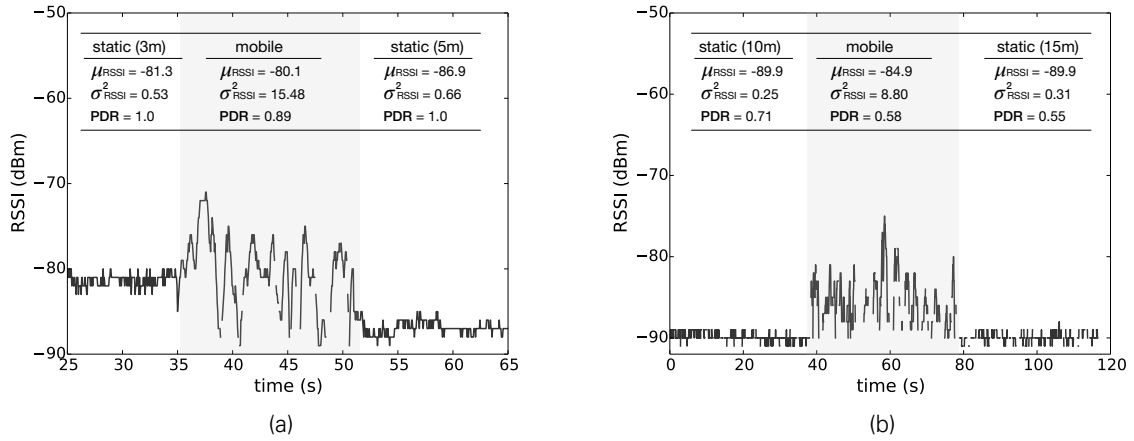 −50
static (3m) mobile static (5m)
μRSSI = -81.3 μRSSI = -80.1 μRSSI = -86.9
σ²RSSI = 0.53 σ²RSSI = 15.48 σ²RSSI = 0.66
PDR = 1.0 PDR = 0.89 PDR = 1.0
−60
−70
−80
−90
RSSI (dBm)
25 30 35 40 45 50 55 60 65
time (s)
(a)
−50
static (10m) mobile static (15m)
μRSSI = -89.9 μRSSI = -84.9 μRSSI = -89.9
σ²RSSI = 0.25 σ²RSSI = 8.80 σ²RSSI = 0.31
PDR = 0.71 PDR = 0.58 PDR = 0.55
−60
−70
−80
−90
RSSI (dBm)
0 20 40 60 80 100 120
time (s)
(b)